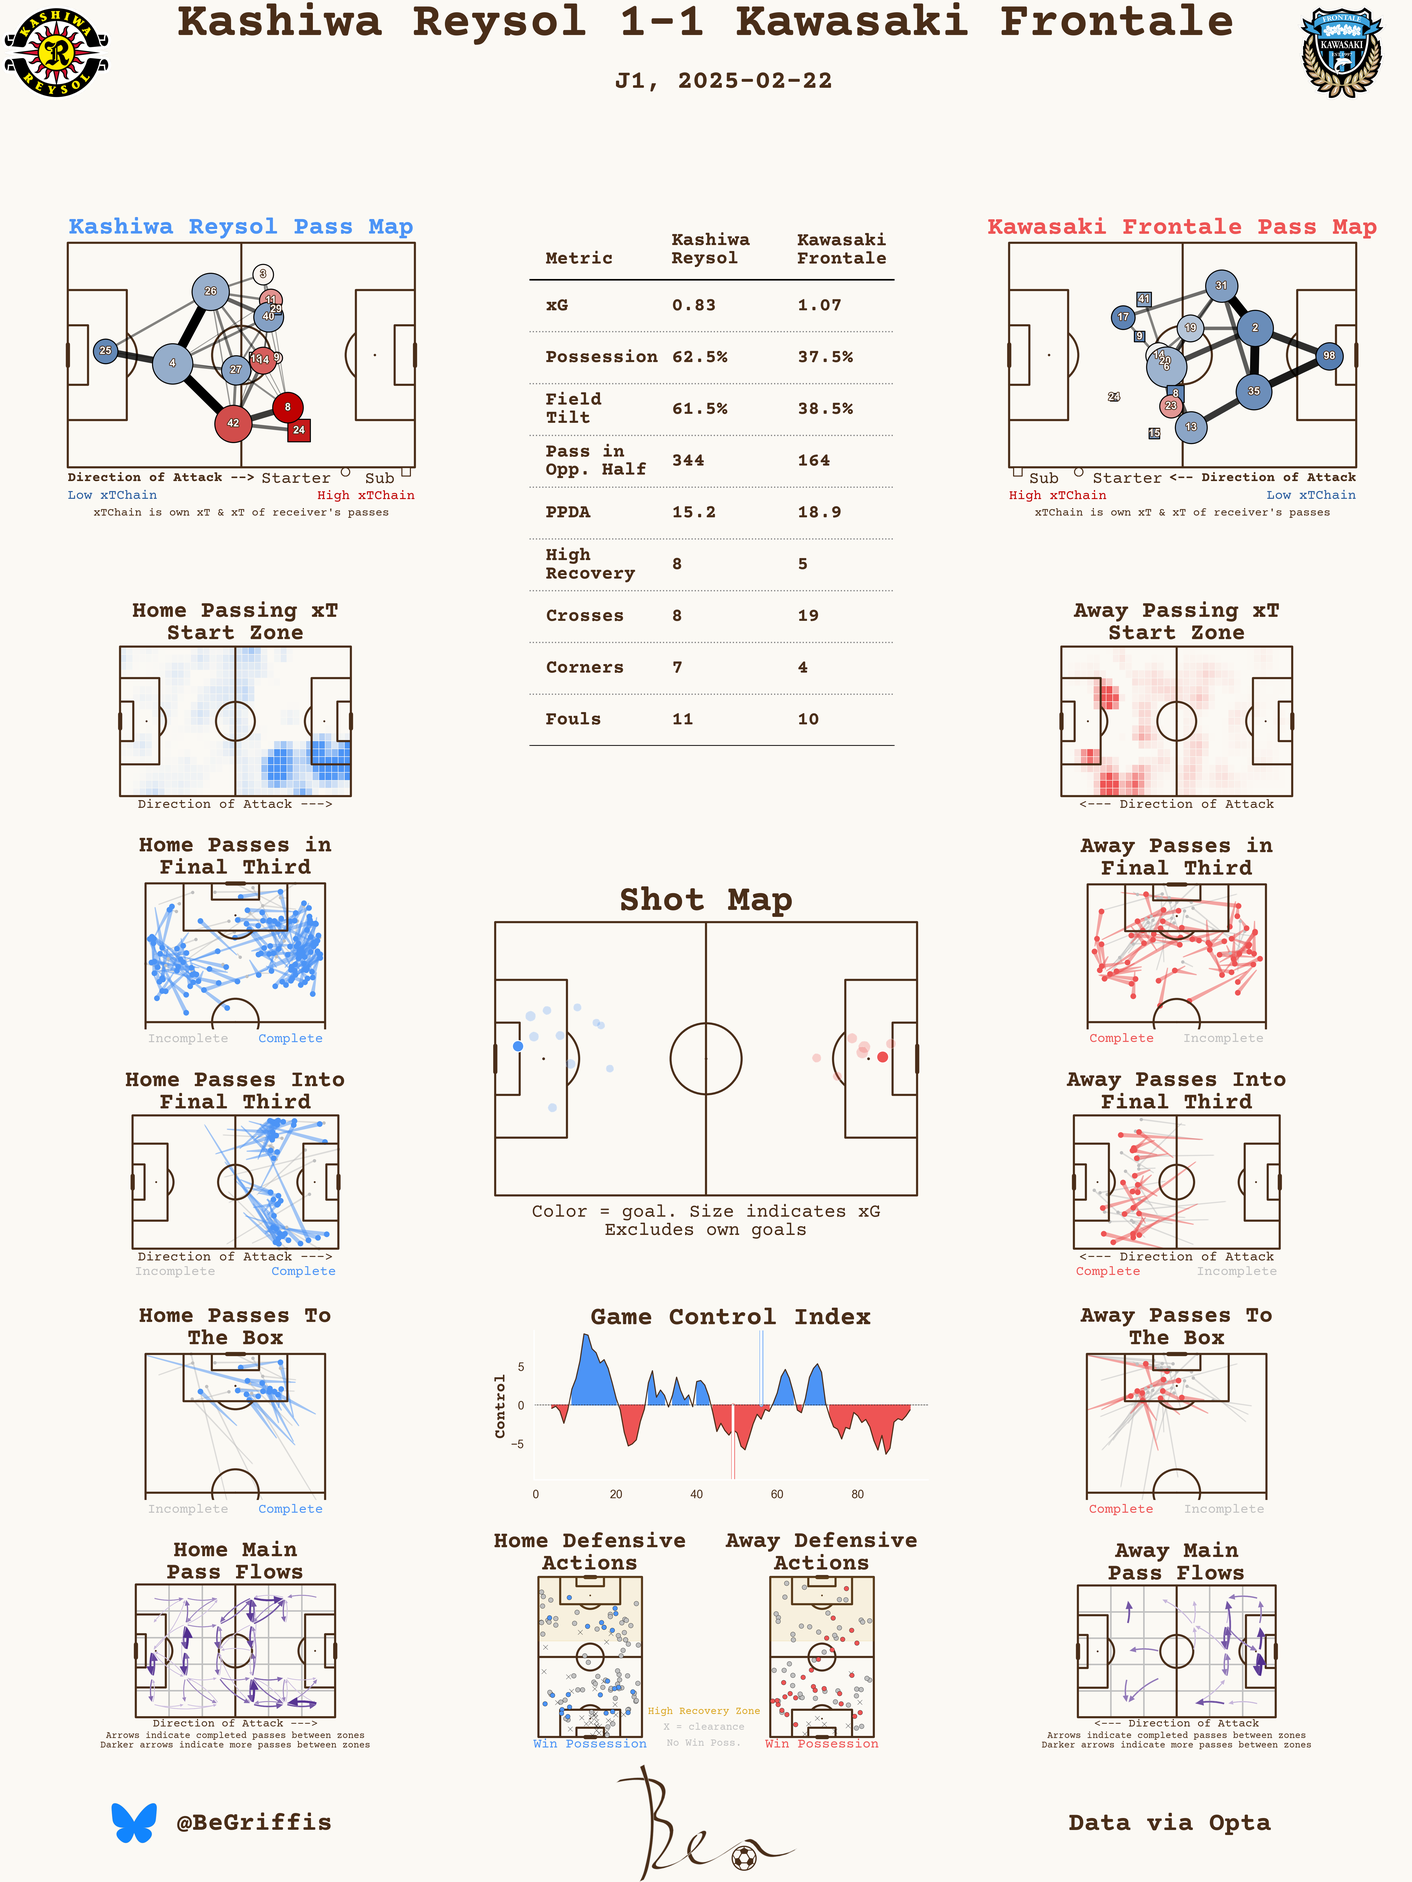 Kashiwa Reysol 1-1 Kawasaki Frontale
J1, 2025-02-22
KASHIWA
R
REYSOL
FRONTALE
KAWASAKI
Kashiwa Reysol Pass Map
26
3
11
29
40
25
4
27
14
9
8
42
24
Direction of Attack --> Starter Sub
Low xTChain High xTChain
xTChain is own xT & xT of receiver's passes
Metric Kashiwa Reysol Kawasaki Frontale
xG 0.83 1.07
Possession 62.5% 37.5%
Field Tilt 61.5% 38.5%
Pass in Opp. Half 344 164
PPDA 15.2 18.9
High Recovery 8 5
Crosses 8 19
Corners 7 4
Fouls 11 10
Kawasaki Frontale Pass Map
31
41
17
19
2
9
14
20
6
98
8
35
24
23
13
15
Sub Starter <-- Direction of Attack
High xTChain Low xTChain
xTChain is own xT & xT of receiver's passes
Home Passing xT
Start Zone
Direction of Attack --->
Away Passing xT
Start Zone
<--- Direction of Attack
Home Passes in
Final Third
Incomplete Complete
Away Passes in
Final Third
Complete Incomplete
Shot Map
Color = goal. Size indicates xG
Excludes own goals
Home Passes Into
Final Third
Direction of Attack --->
Incomplete Complete
Away Passes Into
Final Third
<--- Direction of Attack
Complete Incomplete
Home Passes To
The Box
Incomplete Complete
Game Control Index
Control
5
0
−5
0 20 40 60 80
Away Passes To
The Box
Complete Incomplete
Home Main
Pass Flows
Direction of Attack --->
Arrows indicate completed passes between zones
Darker arrows indicate more passes between zones
Home Defensive
Actions
Win Possession
Away Defensive
Actions
Win Possession
High Recovery Zone
X = clearance
No Win Poss.
Away Main
Pass Flows
<--- Direction of Attack
Arrows indicate completed passes between zones
Darker arrows indicate more passes between zones
@BeGriffis
Ben
Data via Opta